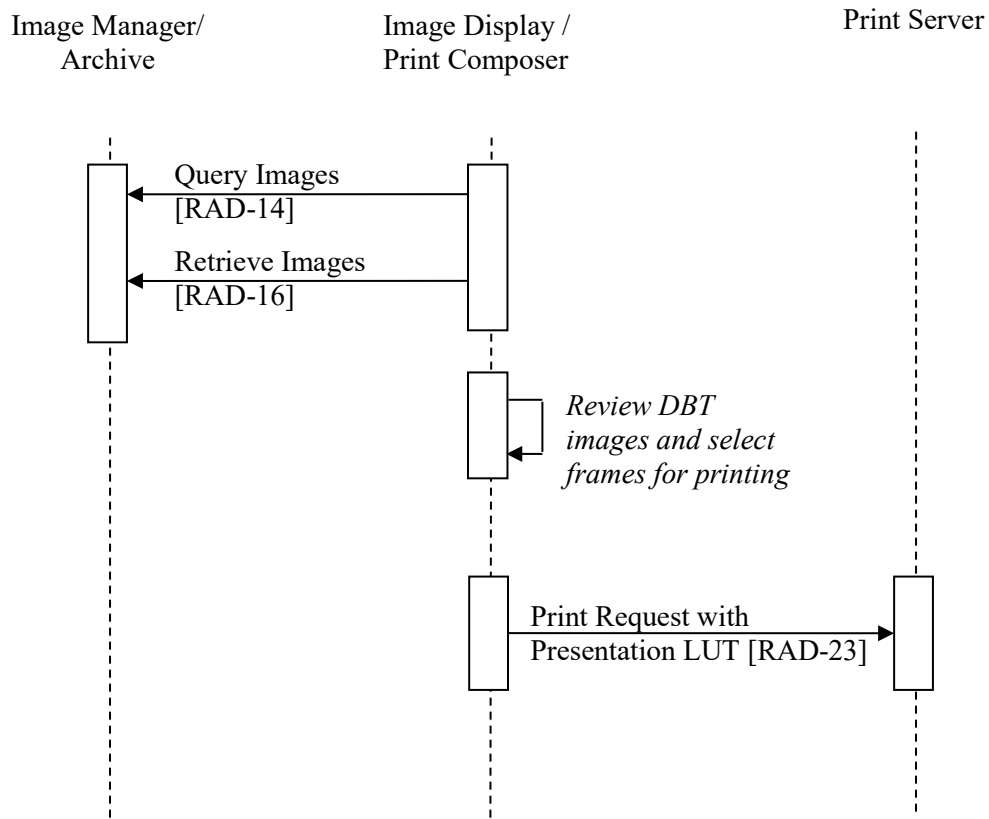 Image Manager/
Archive
Image Display /
Print Composer
Print Server
Query Images
[RAD-14]
Retrieve Images
[RAD-16]
Review DBT
images and select
frames for printing
Print Request with
Presentation LUT [RAD-23]